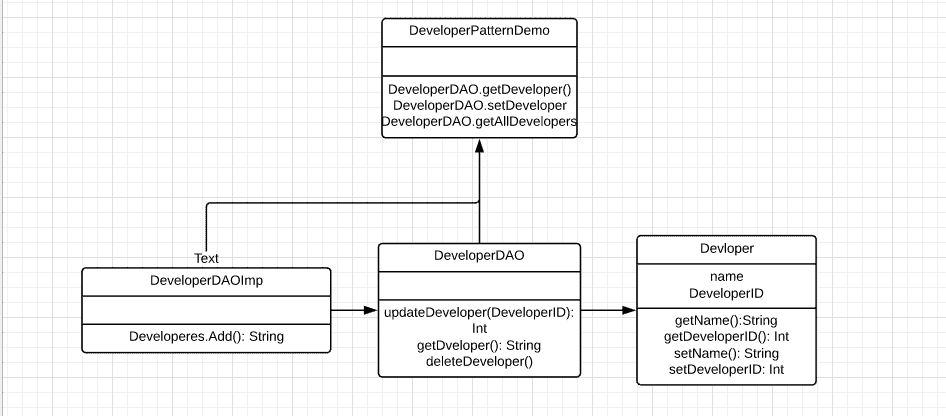 DeveloperPatternDemo
DeveloperDAO.getDeveloper()
DeveloperDAO.setDeveloper
DeveloperDAO.getAllDevelopers
Text
DeveloperDAOImp
Developeres.Add(): String
DeveloperDAO
updateDeveloper(DeveloperID):
Int
getDveloper(): String
deleteDeveloper()
Devloper
name
DeveloperID
getName():String
getDeveloperID(): Int
setName(): String
setDeveloperID: Int